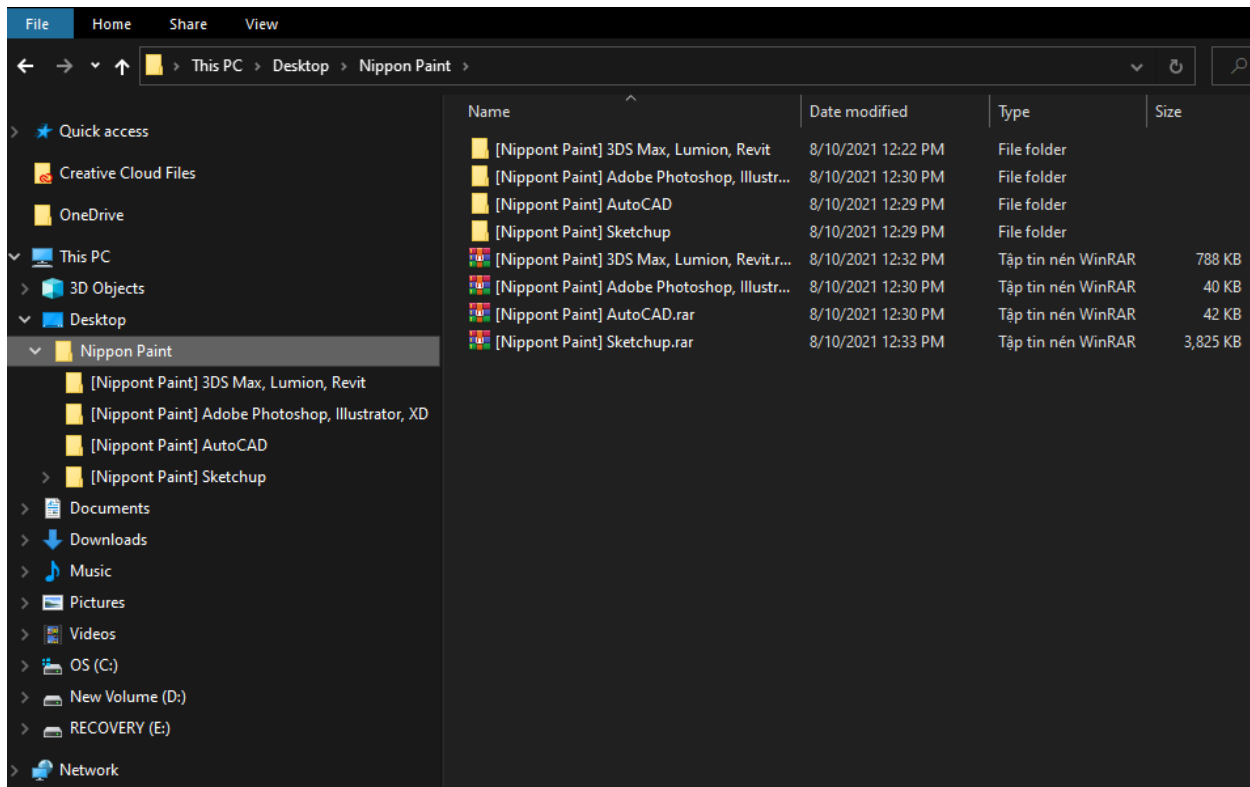 File Home Share View
This PC > Desktop > Nippon Paint >
Quick access
Creative Cloud Files
OneDrive
This PC
3D Objects
Desktop
Nippon Paint
[Nippont Paint] 3DS Max, Lumion, Revit
[Nippont Paint] Adobe Photoshop, Illustrator, XD
[Nippont Paint] AutoCAD
[Nippont Paint] Sketchup
Documents
Downloads
Music
Pictures
Videos
OS (C:)
New Volume (D:)
RECOVERY (E:)
Network
Name Date modified Type Size
[Nippont Paint] 3DS Max, Lumion, Revit 8/10/2021 12:22 PM File folder
[Nippont Paint] Adobe Photoshop, Illustr... 8/10/2021 12:30 PM File folder
[Nippont Paint] AutoCAD 8/10/2021 12:29 PM File folder
[Nippont Paint] Sketchup 8/10/2021 12:29 PM File folder
[Nippont Paint] 3DS Max, Lumion, Revit.r... 8/10/2021 12:32 PM Tập tin nén WinRAR 788 KB
[Nippont Paint] Adobe Photoshop, Illustr... 8/10/2021 12:30 PM Tập tin nén WinRAR 40 KB
[Nippont Paint] AutoCAD.rar 8/10/2021 12:30 PM Tập tin nén WinRAR 42 KB
[Nippont Paint] Sketchup.rar 8/10/2021 12:33 PM Tập tin nén WinRAR 3,825 KB